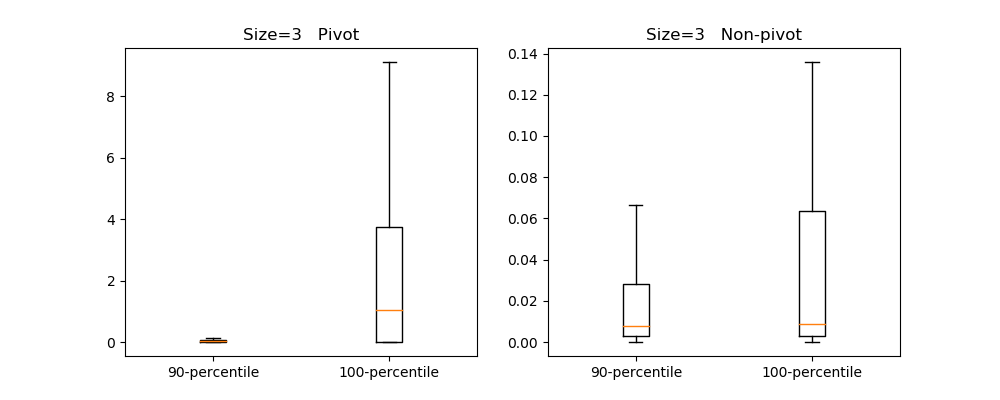 Size=3   Pivot
8
6
4
2
0
90-percentile
100-percentile
Size=3   Non-pivot
0.14
0.12
0.10
0.08
0.06
0.04
0.02
0.00
90-percentile
100-percentile